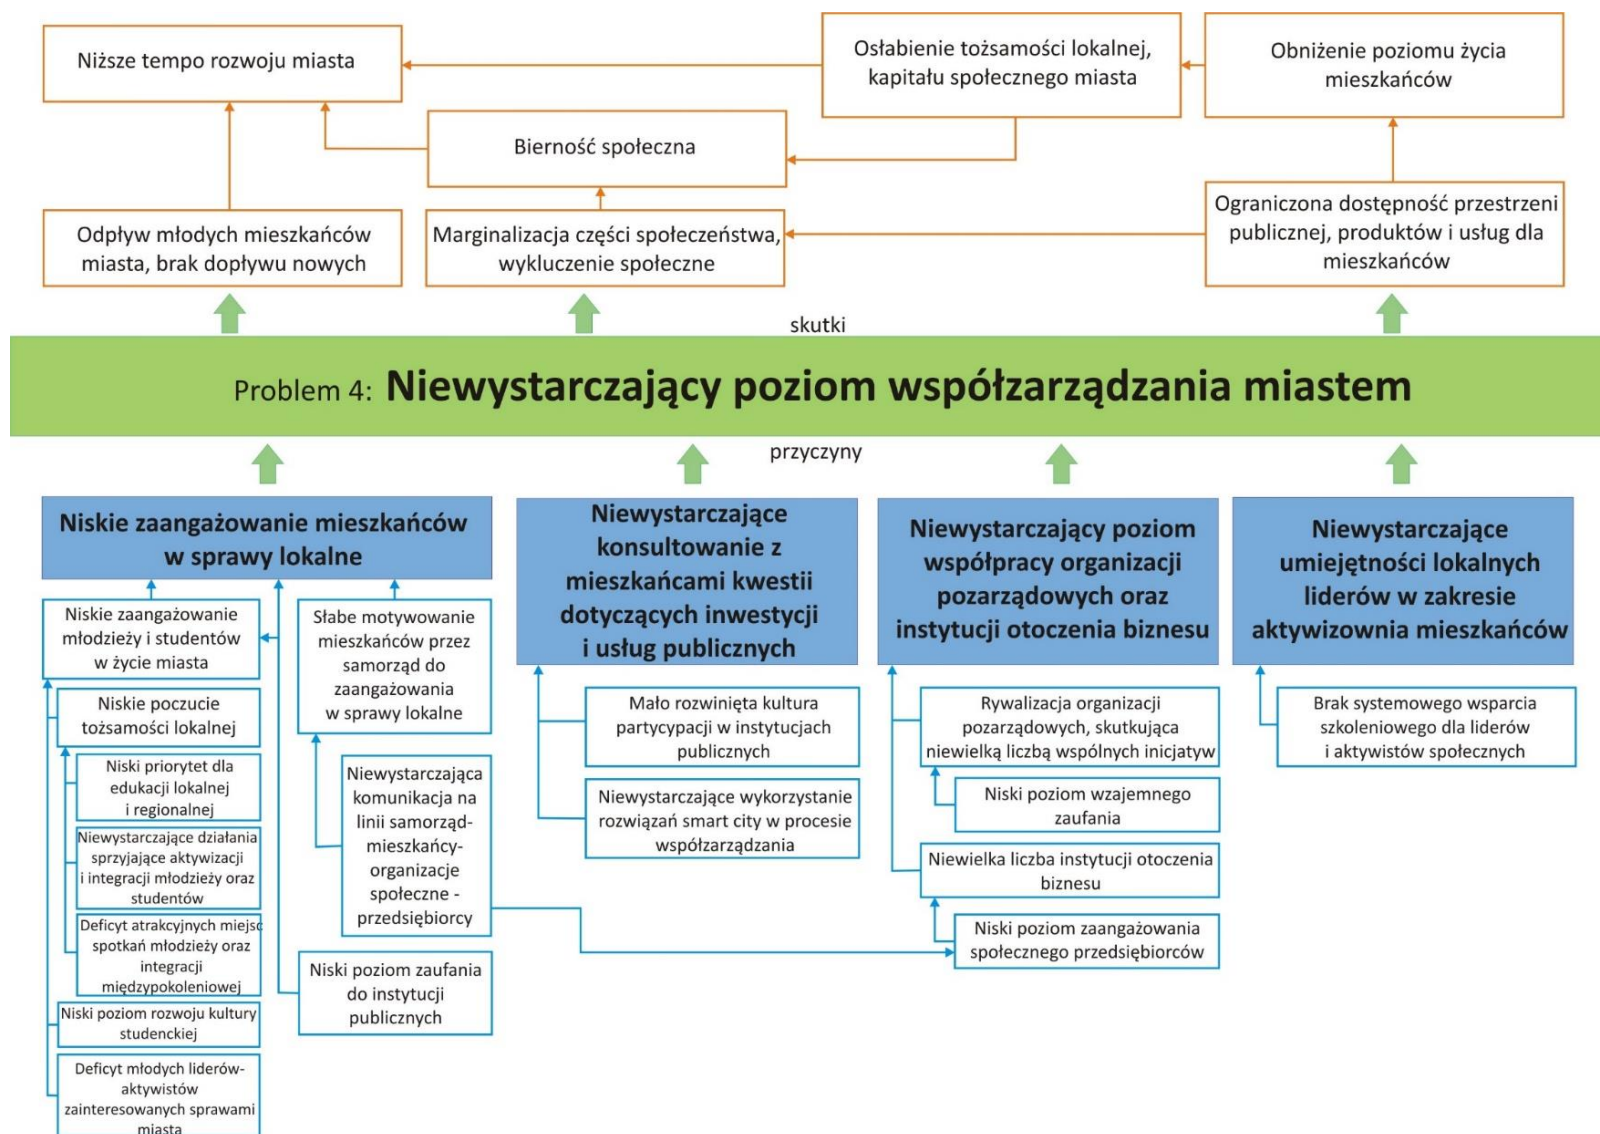 Niższe tempo rozwoju miasta
Osłabienie tożsamości lokalnej,
kapitału społecznego miasta
Obniżenie poziomu życia
mieszkańców
Bierność społeczna
Odpływ młodych mieszkańców
miasta, brak dopływu nowych
Marginalizacja części społeczeństwa,
wykluczenie społeczne
Ograniczona dostępność przestrzeni
publicznej, produktów i usług dla
mieszkańców
skutki
Problem 4: Niewystarczający poziom współzarządzania miastem
przyczyny
Niskie zaangażowanie mieszkańców
w sprawy lokalne
Niskie zaangażowanie
młodzieży i studentów
w życie miasta
Niskie poczucie
tożsamości lokalnej
Niski priorytet dla
edukacji lokalnej
i regionalnej
Niewystarczające działania
sprzyjające aktywizacji
i integracji młodzieży oraz
studentów
Deficyt atrakcyjnych miejsc
spotkań młodzieży oraz
integracji
międzypokoleniowej
Niski poziom rozwoju kultury
studenckiej
Deficyt młodych liderów-
aktywistów
zainteresowanych sprawami
miasta
Słabe motywowanie
mieszkańców przez
samorząd do
zaangażowania
w sprawy lokalne
Niewystarczająca
komunikacja na
linii samorząd-
mieszkańcy-
organizacje
społeczne -
przedsiębiorcy
Niski poziom zaufania
do instytucji
publicznych
Niewystarczające
konsultowanie z
mieszkańcami kwestii
dotyczących inwestycji
i usług publicznych
Mało rozwinięta kultura
partycypacji w instytucjach
publicznych
Niewystarczające wykorzystanie
rozwiązań smart city w procesie
współzarządzania
Niewystarczający poziom
współpracy organizacji
pozarządowych oraz
instytucji otoczenia biznesu
Rywalizacja organizacji
pozarządowych, skutkująca
niewielką liczbą wspólnych inicjatyw
Niski poziom wzajemnego
zaufania
Niewielka liczba instytucji otoczenia
biznesu
Niski poziom zaangażowania
społecznego przedsiębiorców
Niewystarczające
umiejętności lokalnych
liderów w zakresie
aktywizownia mieszkańców
Brak systemowego wsparcia
szkoleniowego dla liderów
i aktywistów społecznych